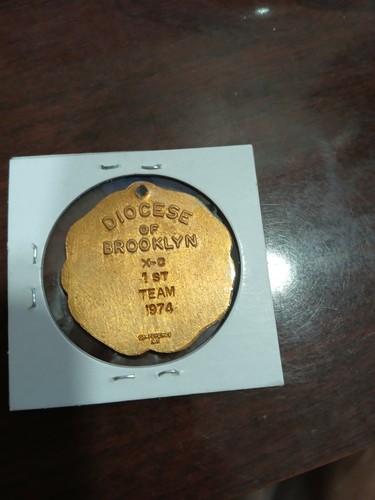 DIOCESE
OF
BROOKLYN
X-C
1 ST
TEAM
1974